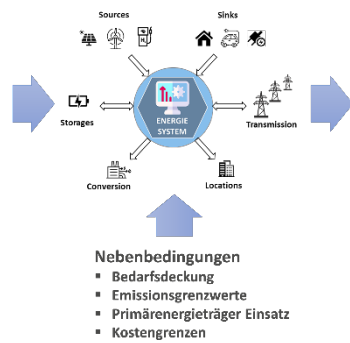 Sources
Sinks
ENERGIE
SYSTEM
Storages
Transmission
Conversion
Locations
Nebenbedingungen
▪ Bedarfsdeckung
▪ Emissionsgrenzwerte
▪ Primärenergieträger Einsatz
▪ Kostengrenzen